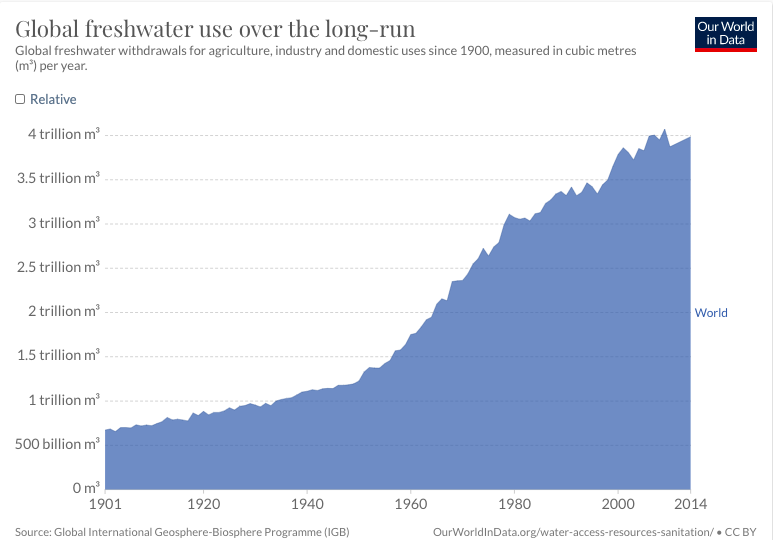 Global freshwater use over the long-run
Our World
in Data
Global freshwater withdrawals for agriculture, industry and domestic uses since 1900, measured in cubic metres
(m³) per year.
Relative
4 trillion m³
3.5 trillion m³
3 trillion m³
2.5 trillion m³
2 trillion m³
World
1.5 trillion m³
1 trillion m³
500 billion m³
0 m³
1901 1920 1940 1960 1980 2000 2014
Source: Global International Geosphere-Biosphere Programme (IGB) OurWorldInData.org/water-access-resources-sanitation/ • CC BY